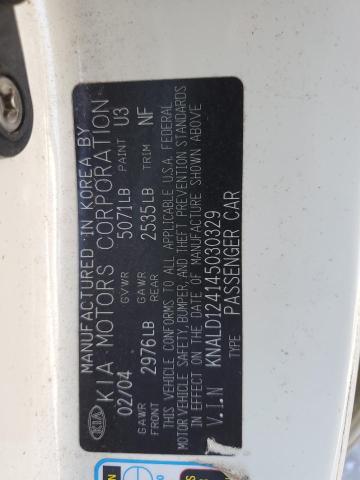 MANUFACTURED IN KOREA BY
KIA KIA MOTORS CORPORATION
02/04 GVWR 5071LB PAINT U3
GAWR FRONT 2976LB GAWR REAR 2535LB TRIM NF
THIS VEHICLE CONFORMS TO ALL APPLICABLE U.S.A. FEDERAL
MOTOR VEHICLE SAFETY, BUMPER, AND THEFT PREVENTION STANDARDS
IN EFFECT ON THE DATE OF MANUFACTURE SHOWN ABOVE
V.I.N KNALD124145030329
TYPE PASSENGER CAR